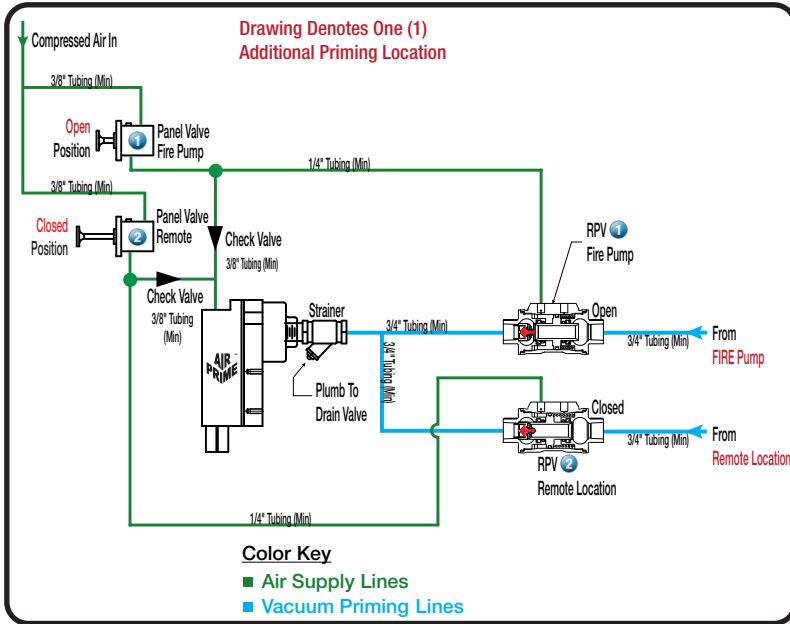 Drawing Denotes One (1)
Additional Priming Location
Compressed Air In
3/8" Tubing (Min)
Open
Position
1
Panel Valve
Fire Pump
1/4" Tubing (Min)
3/8" Tubing (Min)
Closed
Position
2
Panel Valve
Remote
Check Valve
3/8" Tubing (Min)
RPV 1
Fire Pump
Check Valve
3/8" Tubing
(Min)
Strainer
Open
3/4" Tubing (Min)
3/4" Tubing (Min)
From
FIRE Pump
AIR
PRIME
™
3/4" Tubing (Min)
Plumb To
Drain Valve
Closed
3/4" Tubing (Min)
From
Remote Location
RPV 2
Remote Location
1/4" Tubing (Min)
Color Key
Air Supply Lines
Vacuum Priming Lines